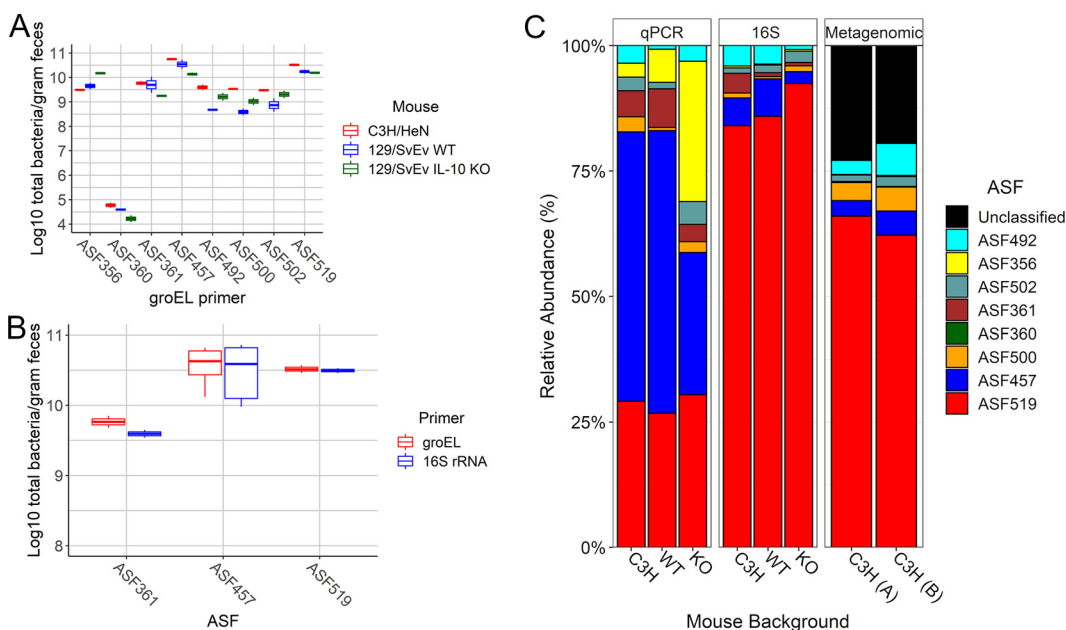 A
Log10 total bacteria/gram feces
11
10
9
8
7
6
5
4
ASF356
ASF360
ASF361
ASF457
ASF492
ASF500
ASF502
ASF519
groEL primer
Mouse
C3H/HeN
129/SvEv WT
129/SvEv IL-10 KO
B
Log10 total bacteria/gram feces
11
10
9
8
ASF361
ASF457
ASF519
ASF
Primer
groEL
16S rRNA
C
qPCR
16S
Metagenomic
Relative Abundance (%)
100%
75%
50%
25%
0%
C3H
WT
KO
C3H
WT
KO
C3H (A)
C3H (B)
Mouse Background
ASF
Unclassified
ASF492
ASF356
ASF502
ASF361
ASF360
ASF500
ASF457
ASF519